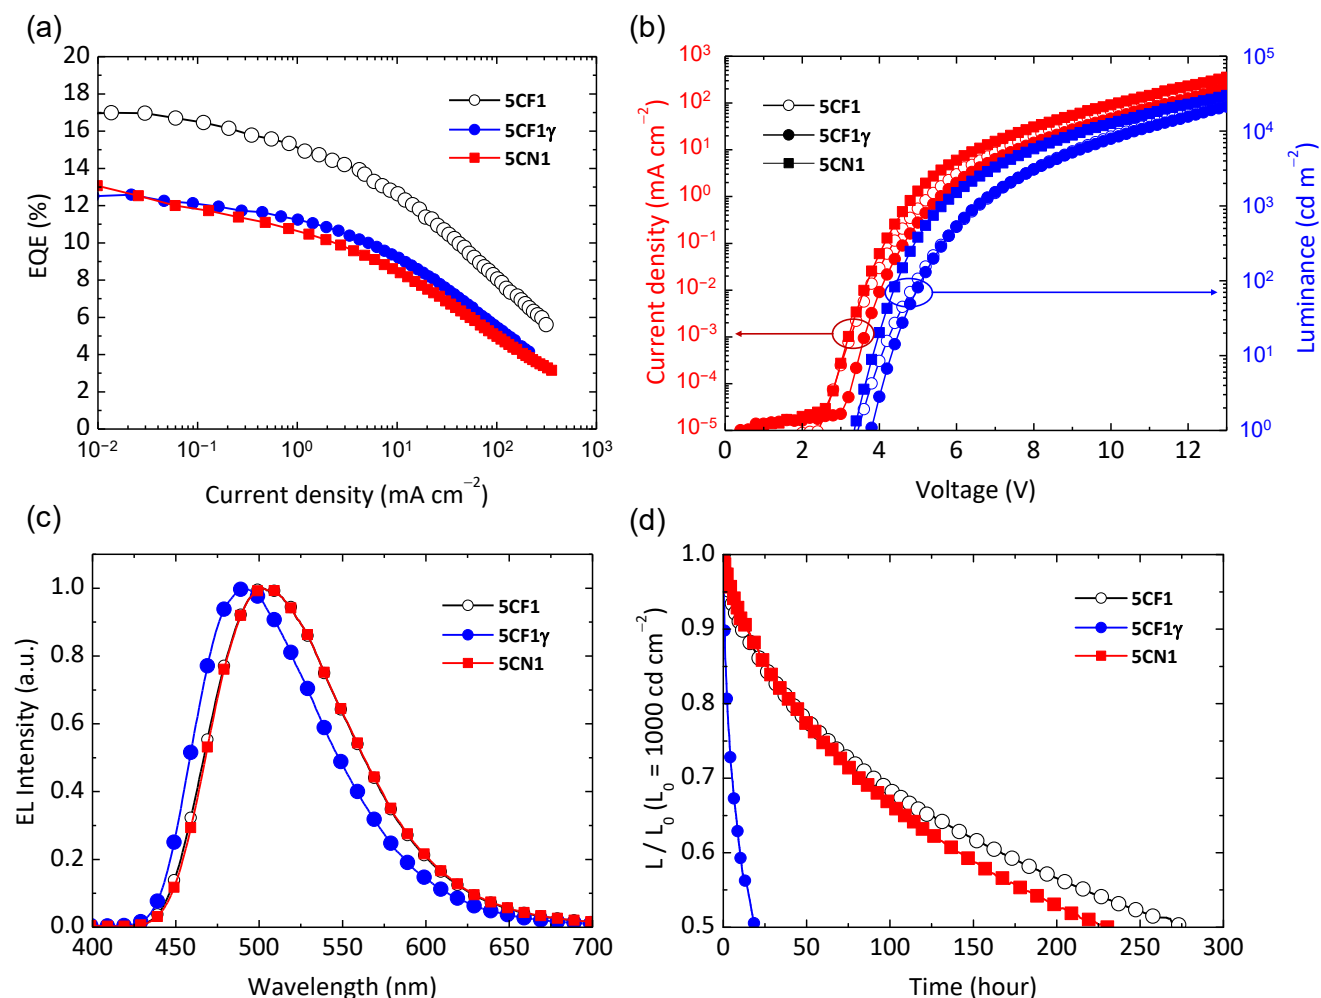 (a)
20
18
16
14
12
10
8
6
4
2
0
EQE (%)
5CF1
5CF1γ
5CN1
10⁻² 10⁻¹ 10⁰ 10¹ 10² 10³
Current density (mA cm⁻²)
(b)
10³
10²
10¹
10⁰
10⁻¹
10⁻²
10⁻³
10⁻⁴
10⁻⁵
Current density (mA cm⁻²)
5CF1
5CF1γ
5CN1
10⁵
10⁴
10³
10²
10¹
10⁰
Luminance (cd m⁻²)
0 2 4 6 8 10 12
Voltage (V)
(c)
1.0
0.8
0.6
0.4
0.2
0.0
EL Intensity (a.u.)
5CF1
5CF1γ
5CN1
400 450 500 550 600 650 700
Wavelength (nm)
(d)
1.0
0.9
0.8
0.7
0.6
0.5
L / L₀ (L₀ = 1000 cd cm⁻²)
5CF1
5CF1γ
5CN1
0 50 100 150 200 250 300
Time (hour)